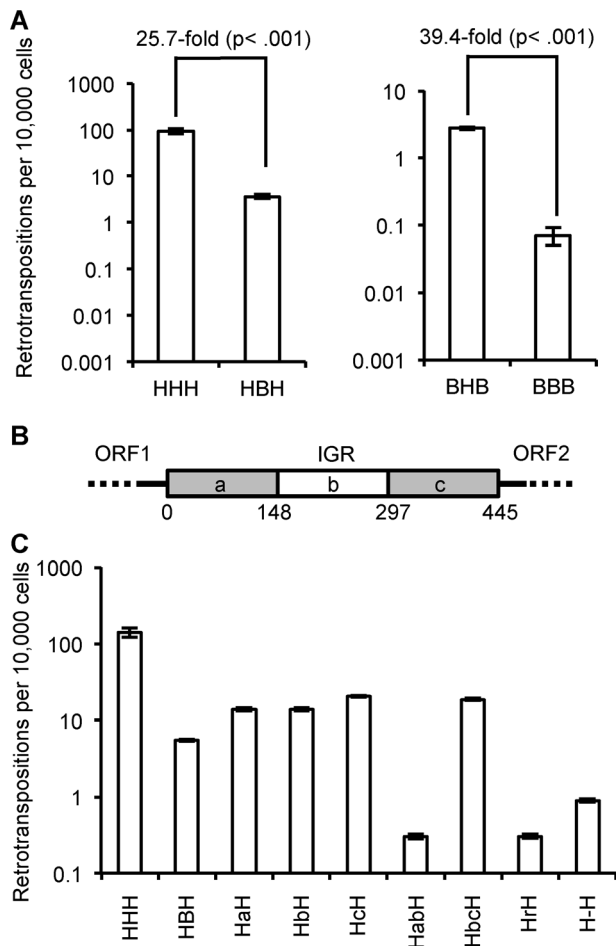 A
25.7-fold (p< .001)
39.4-fold (p< .001)
Retrotranspositions per 10,000 cells
1000
100
10
1
0.1
0.01
0.001
HHH HBH
10
1
0.1
0.01
0.001
BHB BBB
B
ORF1 IGR ORF2
a b c
0 148 297 445
C
Retrotranspositions per 10,000 cells
1000
100
10
1
0.1
HHH HBH HaH HbH HcH HabH HbcH HrH H-H